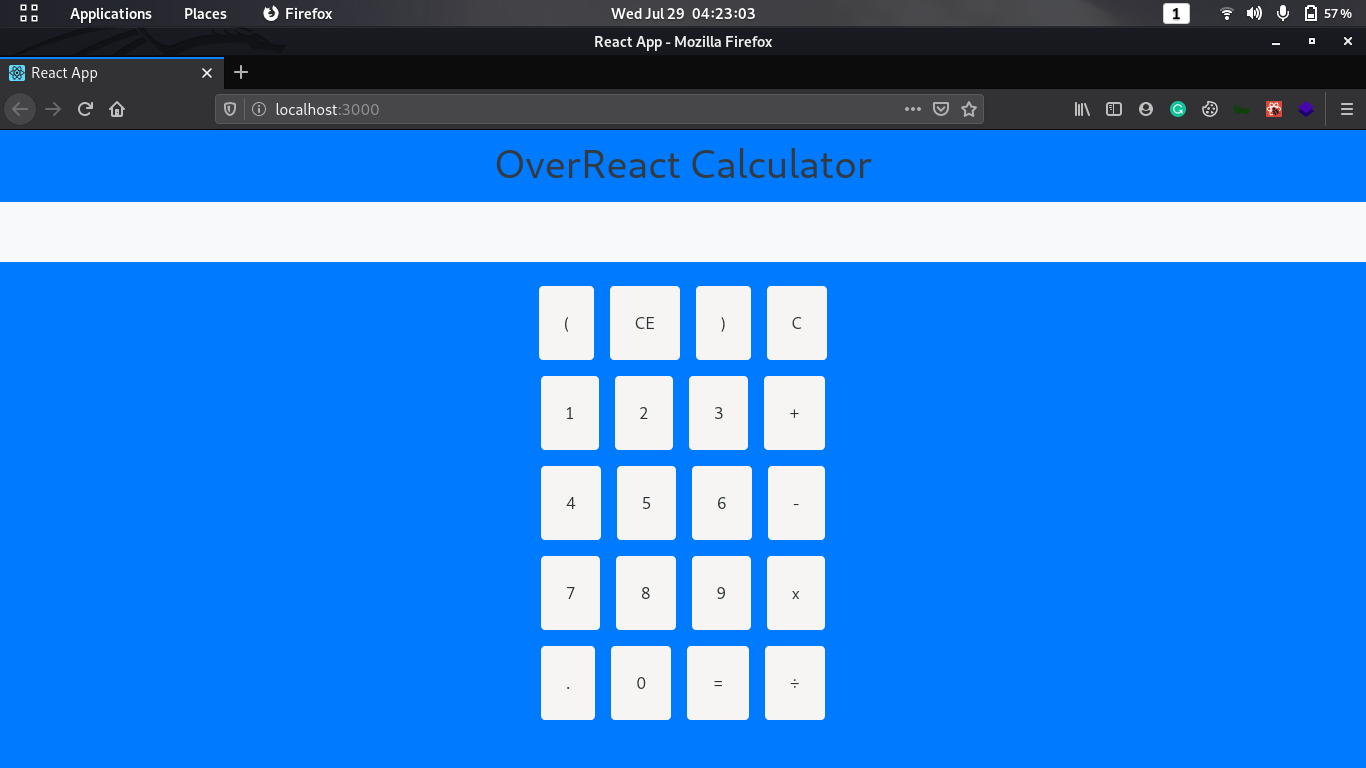 Applications Places Firefox Wed Jul 29 04:23:03 1 57%
React App - Mozilla Firefox
React App
localhost:3000
OverReact Calculator
( CE ) C
1 2 3 +
4 5 6 -
7 8 9 x
. 0 = ÷